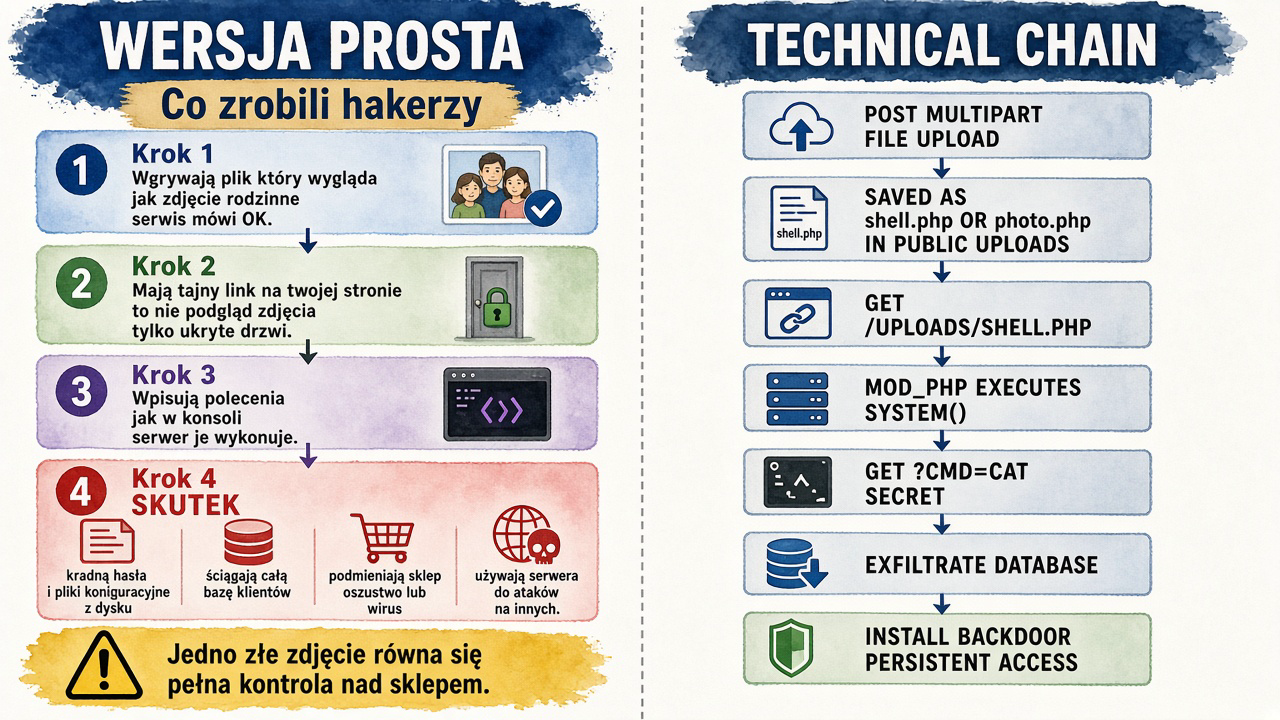 WERSJA PROSTA
Co zrobili hakerzy
1
Krok 1
Wgrywają plik który wygląda
jak zdjęcie rodzinne
serwis mówi OK.
2
Krok 2
Mają tajny link na twojej stronie
to nie podgląd zdjęcia
tylko ukryte drzwi.
3
Krok 3
Wpisują polecenia
jak w konsoli
serwer je wykonuje.
4
Krok 4
SKUTEK
kradną hasła
i pliki koniguracyjne
z dysku
ściągają całą
bazę klientów
podmieniają sklep
oszustwo lub
wirus
używają serwera
do ataków
na innych.
Jedno złe zdjęcie równa się
pełna kontrola nad sklepem.
TECHNICAL CHAIN
POST MULTIPART
FILE UPLOAD
shell.php
SAVED AS
shell.php OR photo.php
IN PUBLIC UPLOADS
GET
/UPLOADS/SHELL.PHP
MOD_PHP EXECUTES
SYSTEM()
GET ?CMD=CAT
SECRET
EXFILTRATE DATABASE
INSTALL BACKDOOR
PERSISTENT ACCESS